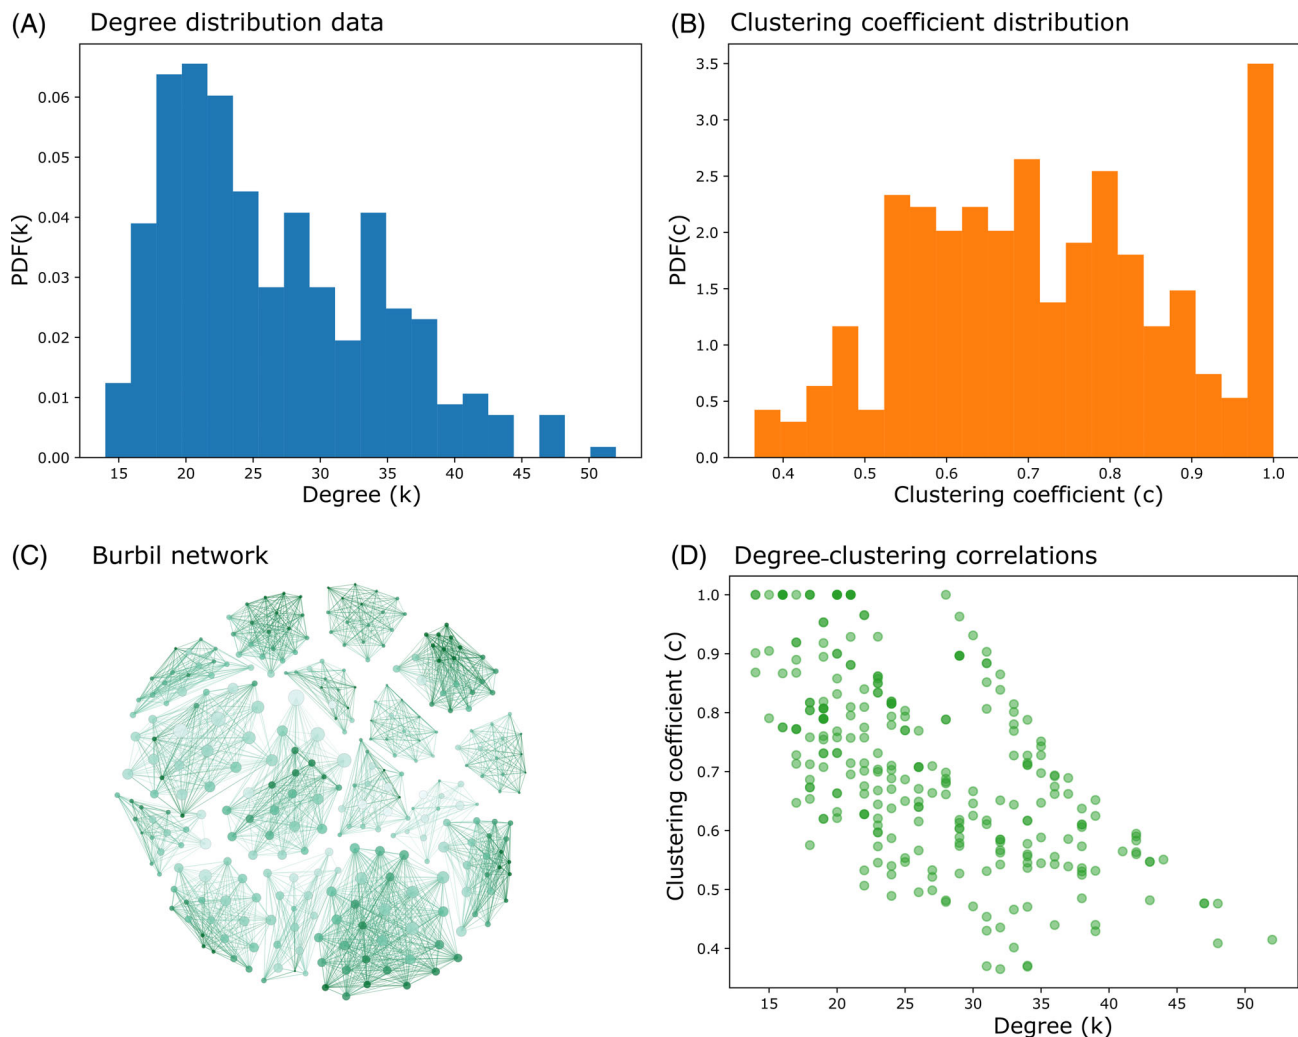 (A) Degree distribution data
PDF(k)
0.06
0.05
0.04
0.03
0.02
0.01
0.00
15 20 25 30 35 40 45 50
Degree (k)
(B) Clustering coefficient distribution
PDF(c)
3.5
3.0
2.5
2.0
1.5
1.0
0.5
0.0
0.4 0.5 0.6 0.7 0.8 0.9 1.0
Clustering coefficient (c)
(C) Burbil network
(D) Degree-clustering correlations
Clustering coefficient (c)
1.0
0.9
0.8
0.7
0.6
0.5
0.4
15 20 25 30 35 40 45 50
Degree (k)